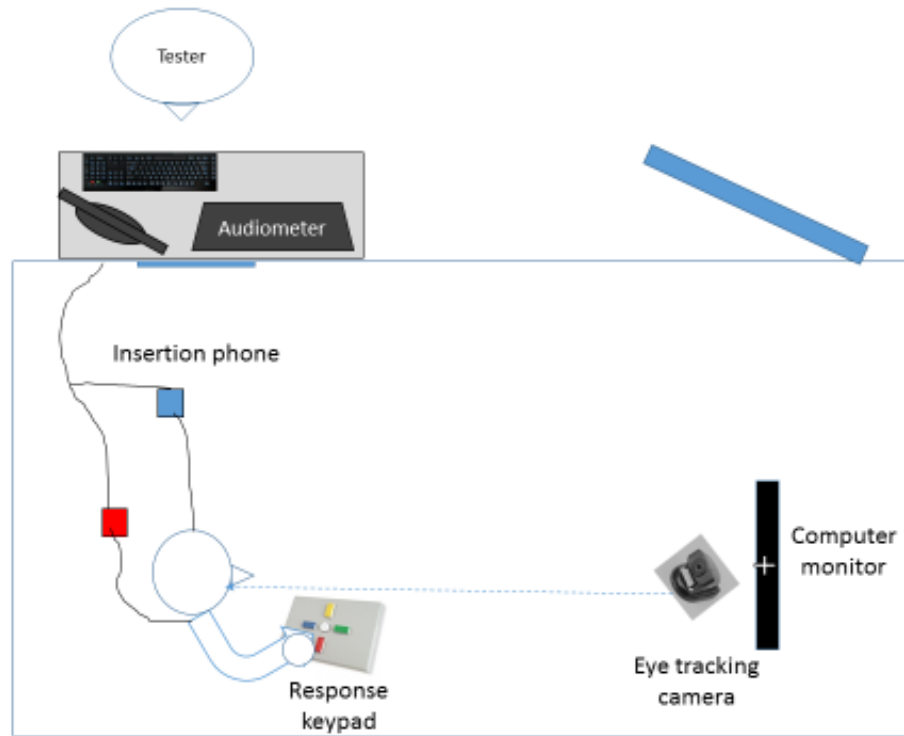 Tester
Audiometer
Insertion phone
Computer
monitor
Eye tracking
camera
Response
keypad